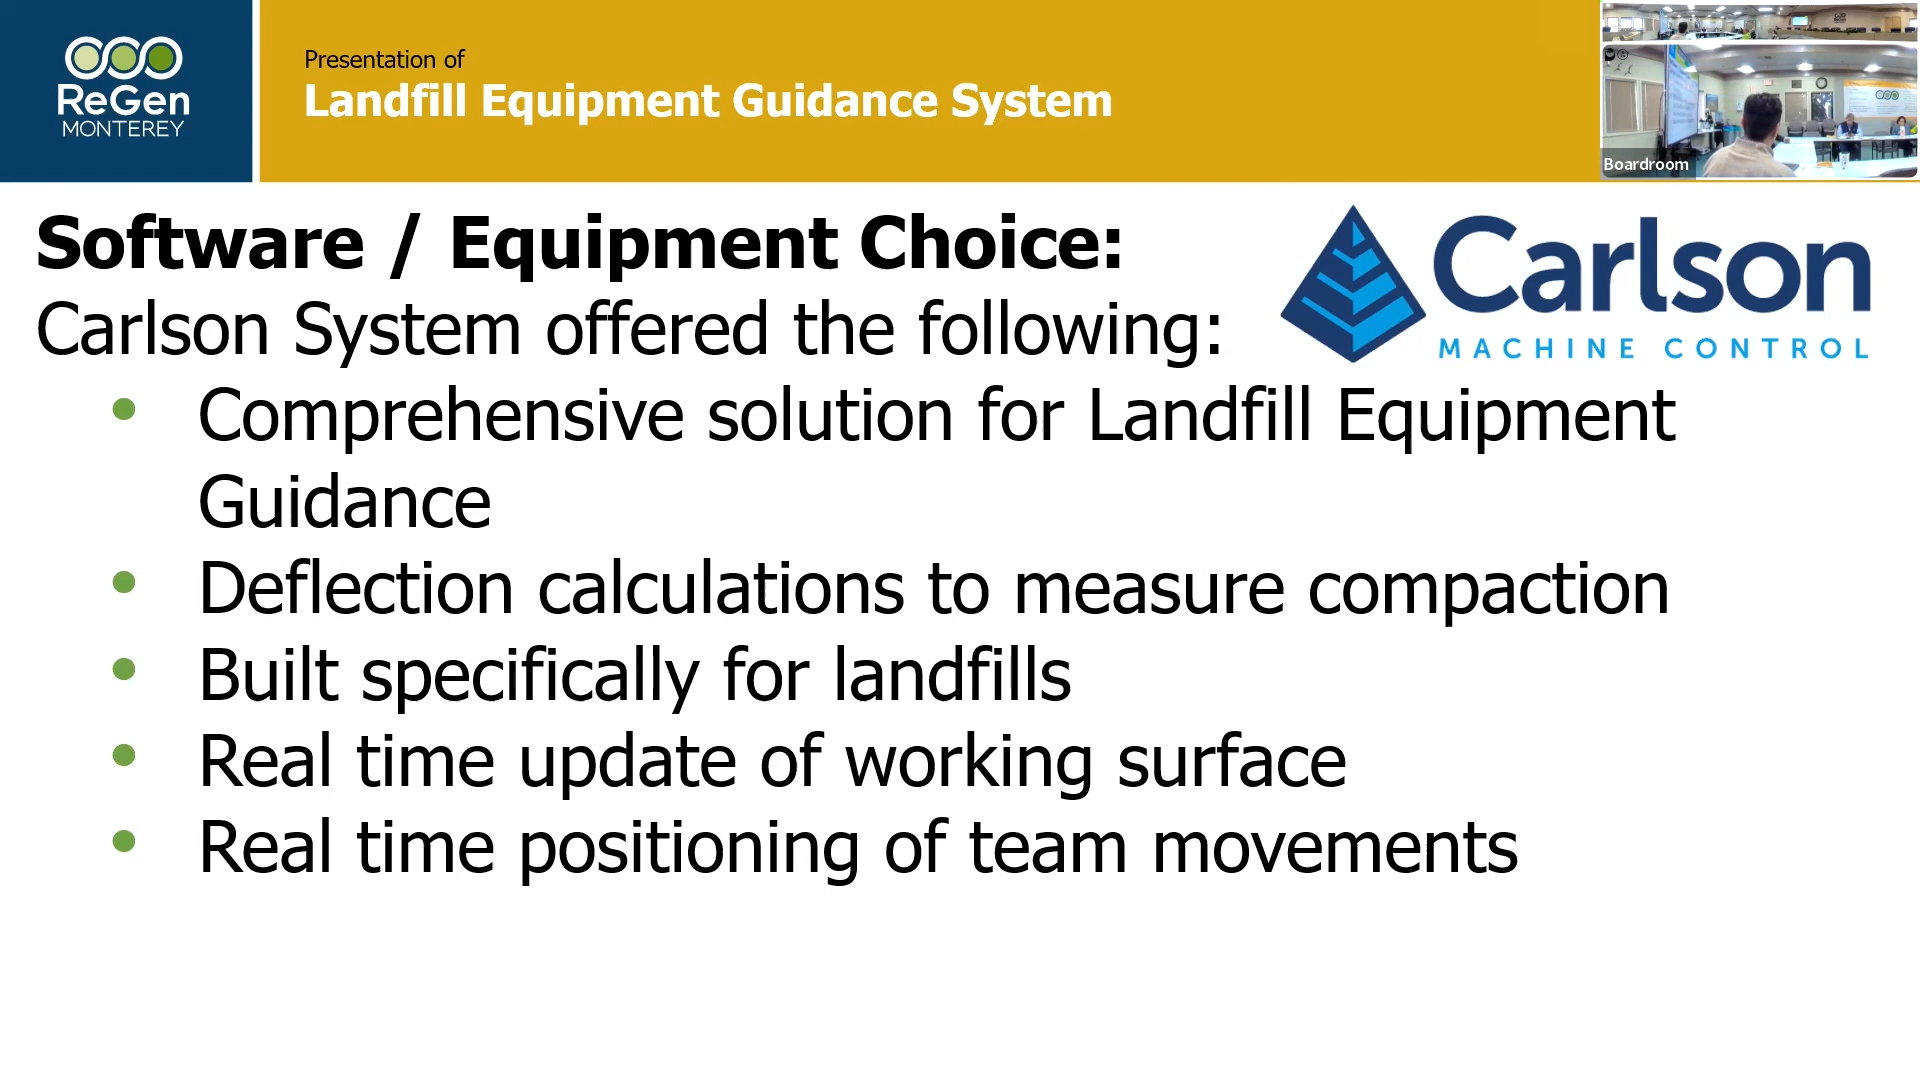 ReGen
MONTEREY
Presentation of
Landfill Equipment Guidance System
Boardroom
Software / Equipment Choice:
Carlson
MACHINE CONTROL
Carlson System offered the following:
• Comprehensive solution for Landfill Equipment
Guidance
• Deflection calculations to measure compaction
• Built specifically for landfills
• Real time update of working surface
• Real time positioning of team movements